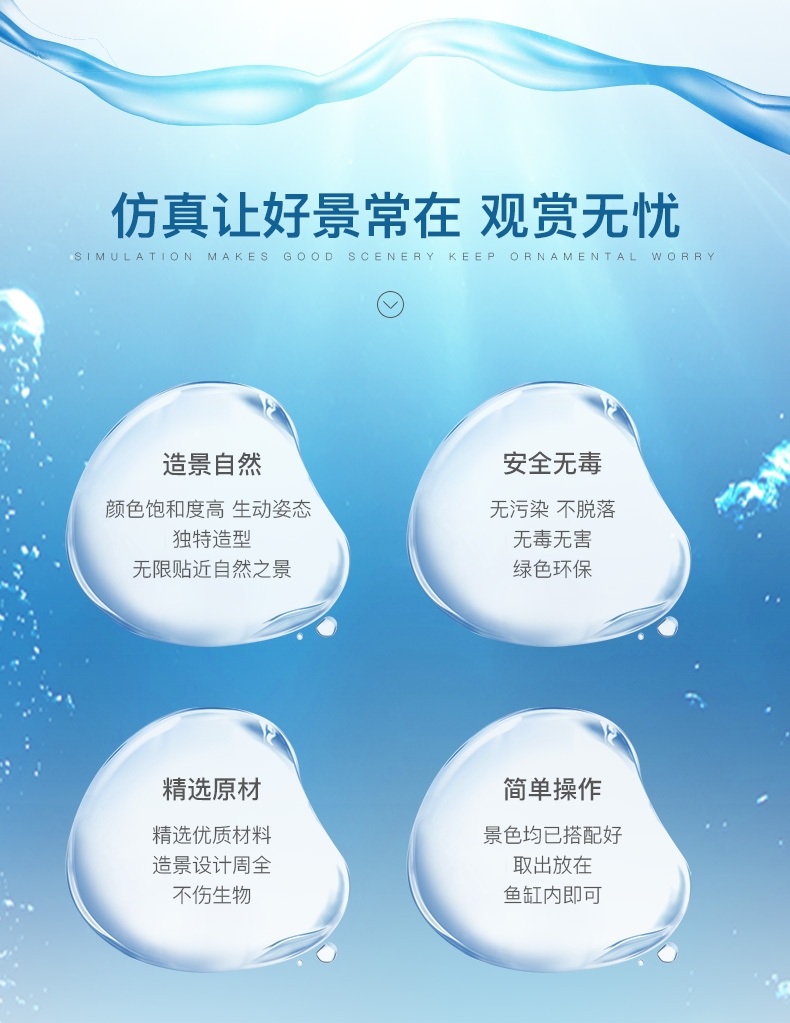 仿真让好景常在 观赏无忧
SIMULATION MAKES GOOD SCENERY KEEP ORNAMENTAL WORRY
造景自然
颜色饱和度高 生动姿态
独特造型
无限贴近自然之景
安全无毒
无污染 不脱落
无毒无害
绿色环保
精选原材
精选优质材料
造景设计周全
不伤生物
简单操作
景色均已搭配好
取出放在
鱼缸内即可